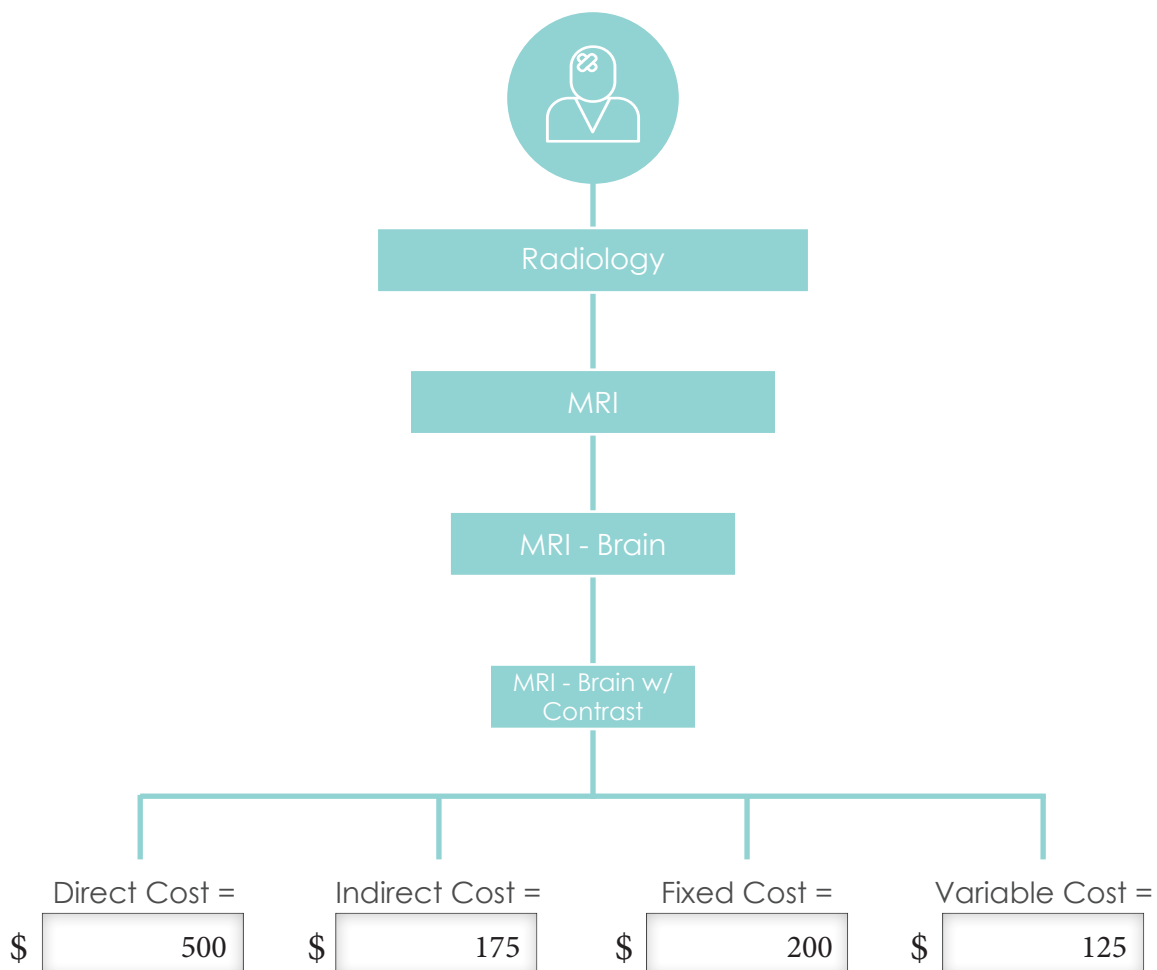 Radiology
MRI
MRI - Brain
MRI - Brain w/
Contrast
Direct Cost =
$ 500
Indirect Cost =
$ 175
Fixed Cost =
$ 200
Variable Cost =
$ 125